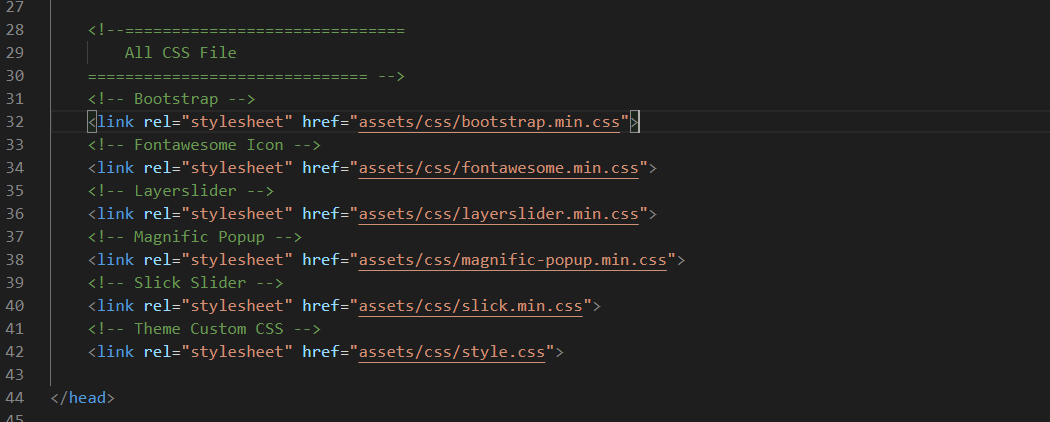 27
28 <!--==============================
29 All CSS File
30 ============================== -->
31 <!-- Bootstrap -->
32 <link rel="stylesheet" href="assets/css/bootstrap.min.css">
33 <!-- Fontawesome Icon -->
34 <link rel="stylesheet" href="assets/css/fontawesome.min.css">
35 <!-- Layerslider -->
36 <link rel="stylesheet" href="assets/css/layerslider.min.css">
37 <!-- Magnific Popup -->
38 <link rel="stylesheet" href="assets/css/magnific-popup.min.css">
39 <!-- Slick Slider -->
40 <link rel="stylesheet" href="assets/css/slick.min.css">
41 <!-- Theme Custom CSS -->
42 <link rel="stylesheet" href="assets/css/style.css">
43
44 </head>
45